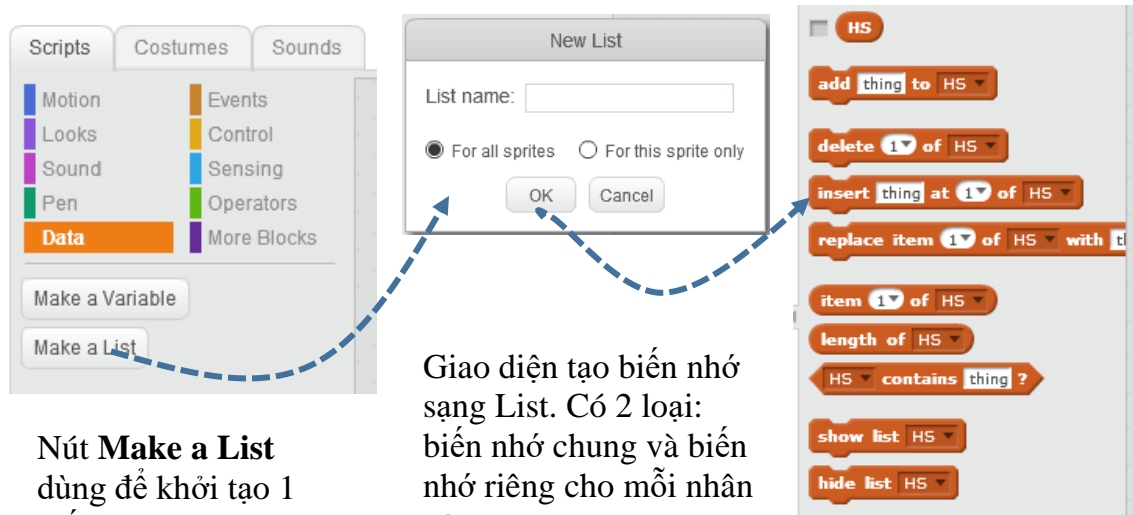 Scripts
Costumes
Sounds
Motion
Events
Looks
Control
Sound
Sensing
Pen
Operators
Data
More Blocks
Make a Variable
Make a List
Nút Make a List
dùng để khởi tạo 1
New List
List name:
For all sprites
For this sprite only
OK
Cancel
Giao diện tạo biến nhớ
sạng List. Có 2 loại:
biến nhớ chung và biến
nhớ riêng cho mỗi nhân
HS
add thing to HS
delete 1 of HS
insert thing at 1 of HS
replace item 1 of HS with
item 1 of HS
length of HS
HS contains thing ?
show list HS
hide list HS